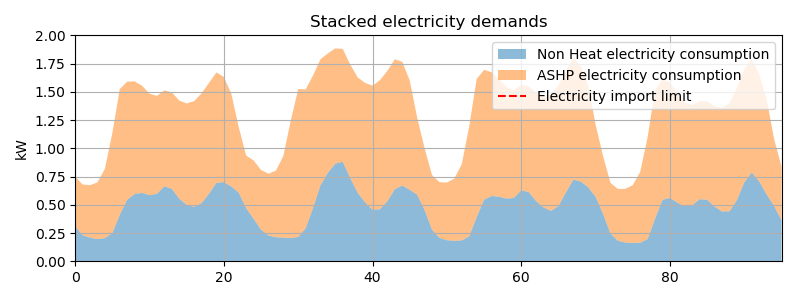 Stacked electricity demands
2.00
1.75
1.50
1.25
1.00
0.75
0.50
0.25
0.00
kW
Non Heat electricity consumption
ASHP electricity consumption
Electricity import limit
0 20 40 60 80